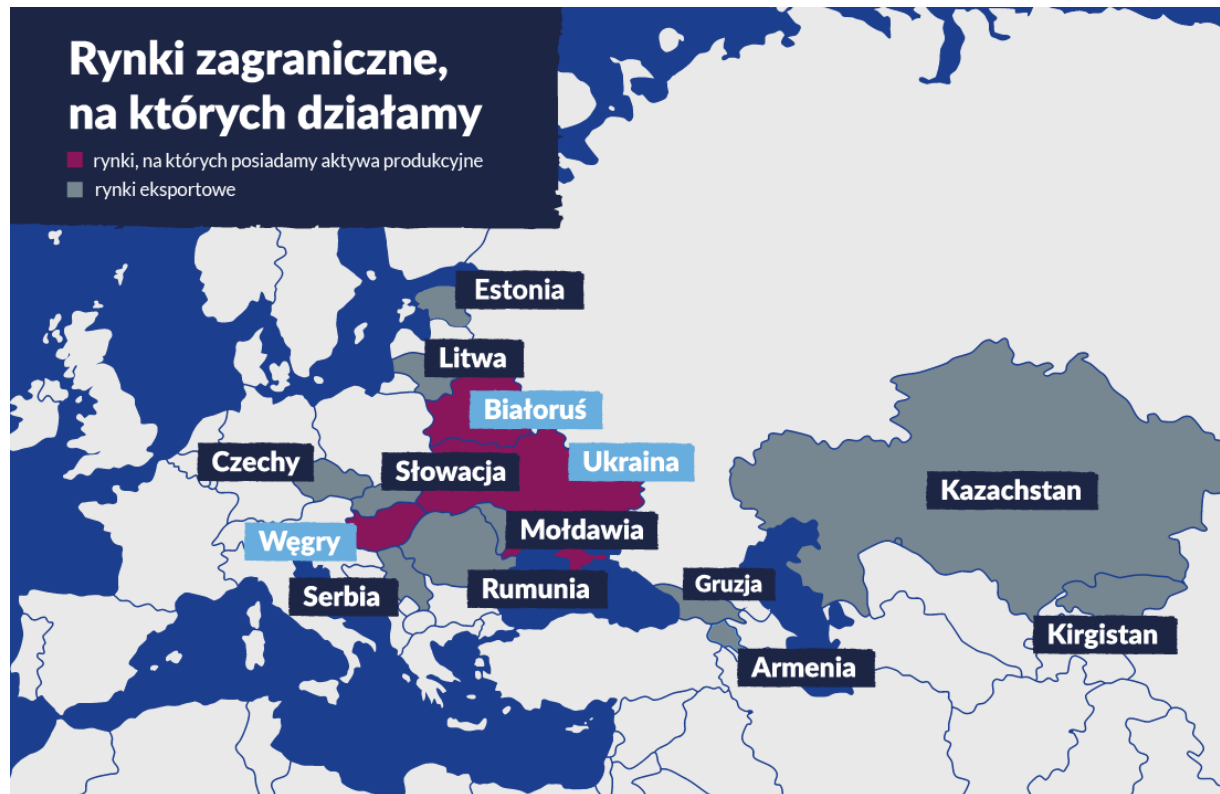 Rynki zagraniczne,
na których działamy
rynki, na których posiadamy aktywa produkcyjne
rynki eksportowe
Estonia
Litwa
Białoruś
Czechy
Słowacja
Ukraina
Kazachstan
Węgry
Mołdawia
Serbia
Rumunia
Gruzja
Kirgistan
Armenia